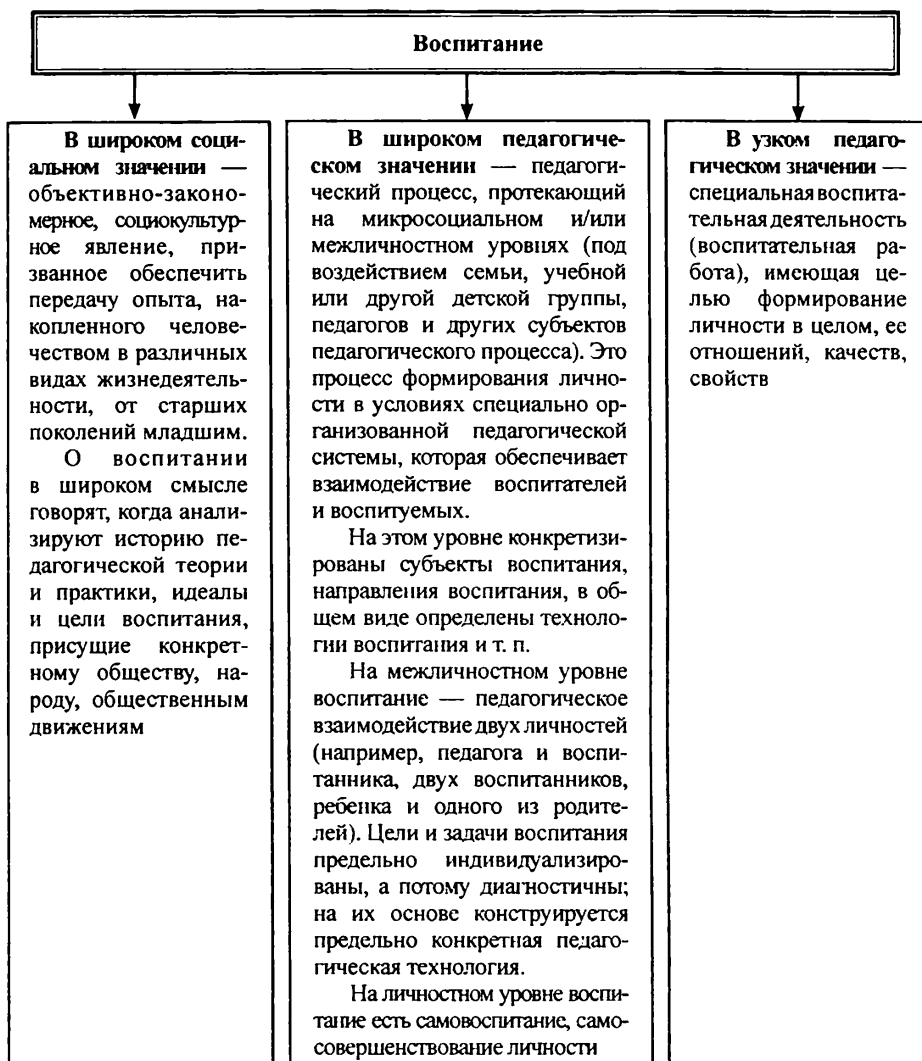 Воспитание
В широком соци-
альном значении —
объективно-законо-
мерное, социокультур-
ное явление, при-
званное обеспечить
передачу опыта, на-
копленного челове-
чеством в различных
видах жизнедеятель-
ности, от старших
поколений младшим.
О воспитании
в широком смысле
говорят, когда анали-
зируют историю пе-
дагогической теории
и практики, идеалы
и цели воспитания,
присущие конкрет-
ному обществу, на-
роду, общественным
движениям
В широком педагогиче-
ском значении — педагоги-
ческий процесс, протекающий
на микросоциальном и/или
межличностном уровнях (под
воздействием семьи, учебной
или другой детской группы,
педагогов и других субъектов
педагогического процесса). Это
процесс формирования лично-
сти в условиях специально ор-
ганизованной педагогической
системы, которая обеспечивает
взаимодействие воспитателей
и воспитуемых.
На этом уровне конкретизи-
рованы субъекты воспитания,
направления воспитания, в об-
щем виде определены техноло-
гии воспитания и т. п.
На межличностном уровне
воспитание — педагогическое
взаимодействие двух личностей
(например, педагога и воспи-
танника, двух воспитанников,
ребенка и одного из родите-
лей). Цели и задачи воспитания
предельно индивидуализиро-
ваны, а потому диагностичны;
на их основе конструируется
предельно конкретная педаго-
гическая технология.
На личностном уровне воспи-
тание есть самовоспитание, само-
совершенствование личности
В узком педаго-
гическом значении —
специальная воспита-
тельная деятельность
(воспитательная ра-
бота), имеющая це-
лью формирование
личности в целом, ее
отношений, качеств,
свойств